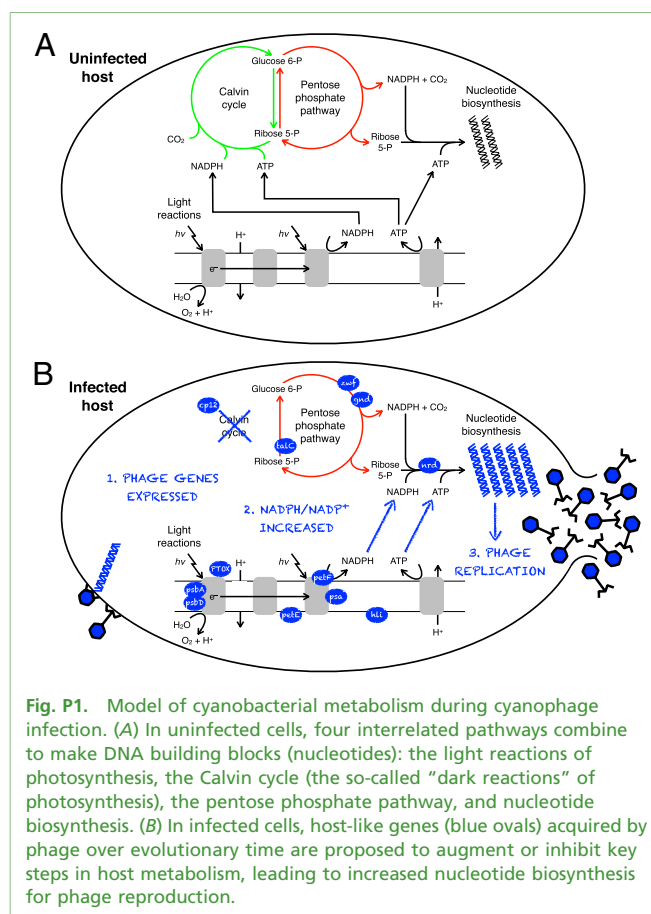 A
Uninfected
host
Glucose 6-P
Calvin
cycle
Pentose
phosphate
pathway
NADPH + CO₂
Nucleotide
biosynthesis
CO₂
Ribose 5-P
Ribose
5-P
NADPH
ATP
ATP
Light
reactions
hν
H⁺
hν
NADPH
ATP
e⁻
H₂O
O₂ + H⁺
H⁺
B
Infected
host
zwf
Glucose 6-P
gnd
cp12
NADPH + CO₂
Calvin
cycle
Pentose
phosphate
pathway
Nucleotide
biosynthesis
talC
Ribose 5-P
Ribose
5-P
nrd
1. PHAGE GENES
EXPRESSED
NADPH
ATP
2. NADPH/NADP⁺
INCREASED
3. PHAGE
REPLICATION
Light
reactions
hν
PTOX
H⁺
hν
NADPH
ATP
petF
psbA
psbD
e⁻
psa
petE
hli
H₂O
O₂ + H⁺
H⁺
Fig. P1. Model of cyanobacterial metabolism during cyanophage
infection. (A) In uninfected cells, four interrelated pathways combine
to make DNA building blocks (nucleotides): the light reactions of
photosynthesis, the Calvin cycle (the so-called “dark reactions” of
photosynthesis), the pentose phosphate pathway, and nucleotide
biosynthesis. (B) In infected cells, host-like genes (blue ovals) acquired by
phage over evolutionary time are proposed to augment or inhibit key
steps in host metabolism, leading to increased nucleotide biosynthesis
for phage reproduction.